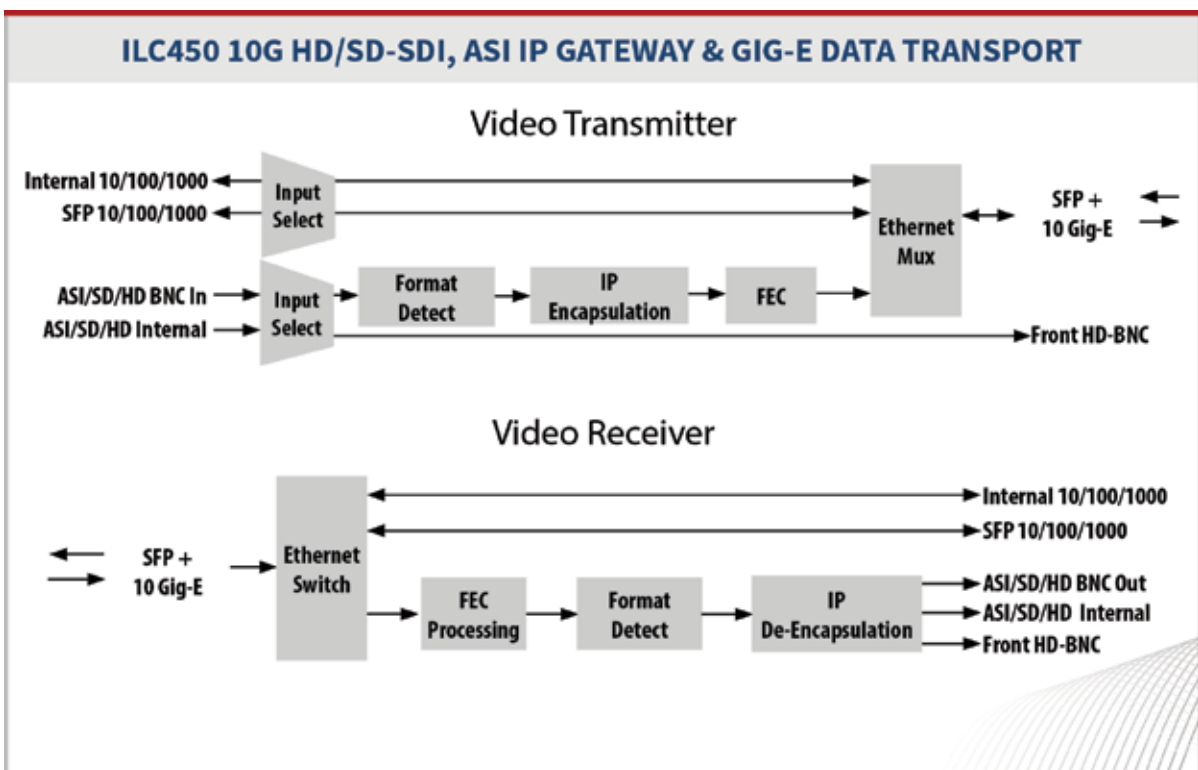 ILC450 10G HD/SD-SDI, ASI IP GATEWAY & GIG-E DATA TRANSPORT
Video Transmitter
Internal 10/100/1000
SFP 10/100/1000
Input
Select
Ethernet
Mux
SFP +
10 Gig-E
ASI/SD/HD BNC In
ASI/SD/HD Internal
Input
Select
Format
Detect
IP
Encapsulation
FEC
Front HD-BNC
Video Receiver
SFP +
10 Gig-E
Ethernet
Switch
Internal 10/100/1000
SFP 10/100/1000
FEC
Processing
Format
Detect
IP
De-Encapsulation
ASI/SD/HD BNC Out
ASI/SD/HD Internal
Front HD-BNC